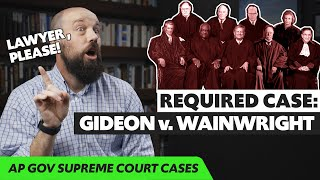 LAWYER,
PLEASE!
REQUIRED CASE:
GIDEON v. WAINWRIGHT
AP GOV SUPREME COURT CASES